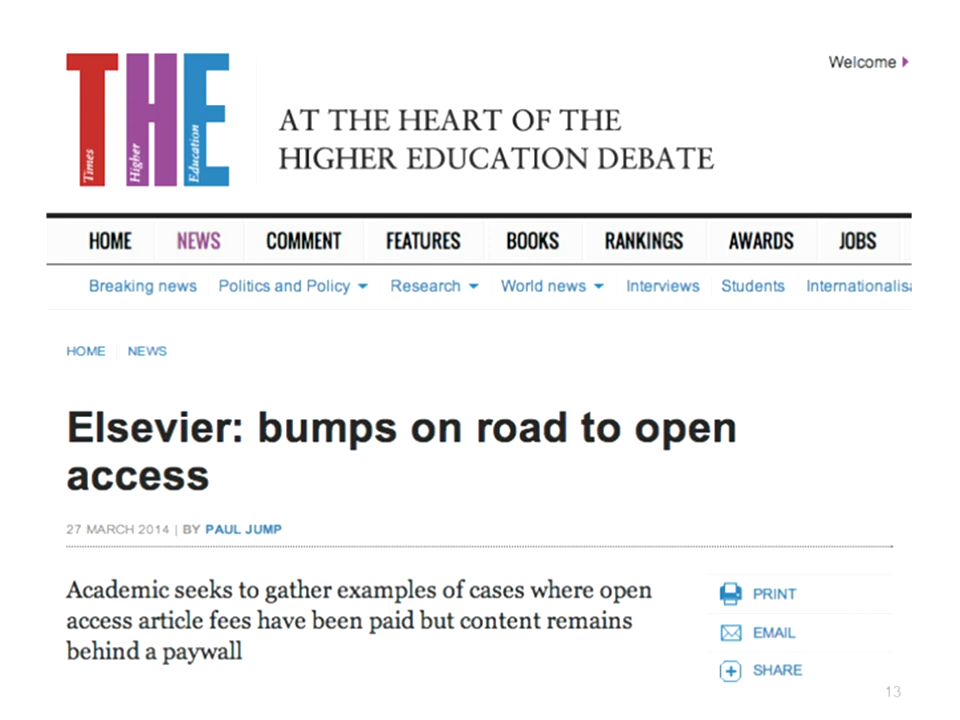 Welcome
THE
Times Higher Education
AT THE HEART OF THE
HIGHER EDUCATION DEBATE
HOME NEWS COMMENT FEATURES BOOKS RANKINGS AWARDS JOBS
Breaking news Politics and Policy Research World news Interviews Students Internationalisa
HOME NEWS
Elsevier: bumps on road to open
access
27 MARCH 2014 | BY PAUL JUMP
Academic seeks to gather examples of cases where open
access article fees have been paid but content remains
behind a paywall
PRINT
EMAIL
SHARE
13